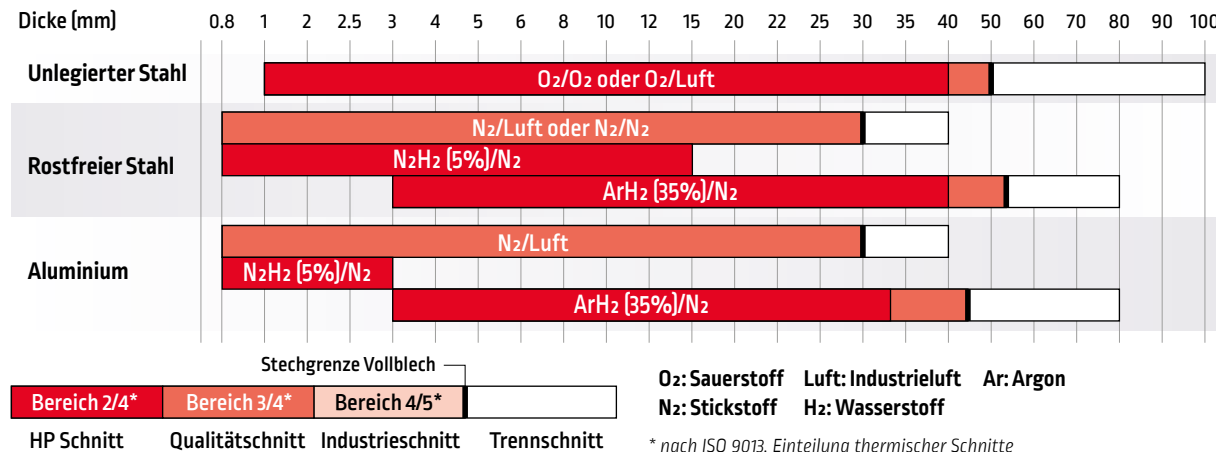 Dicke (mm) 0.8 1 2 2.5 3 4 5 6 8 10 12 15 20 22 25 30 35 40 50 60 70 80 90 100
Unlegierter Stahl
O₂/O₂ oder O₂/Luft
Rostfreier Stahl
N₂/Luft oder N₂/N₂
N₂H₂ (5%)/N₂
ArH₂ (35%)/N₂
Aluminium
N₂/Luft
N₂H₂ (5%)/N₂
ArH₂ (35%)/N₂
Stechgrenze Vollblech
Bereich 2/4* Bereich 3/4* Bereich 4/5*
HP Schnitt Qualitätschnitt Industrieschnitt Trennschnitt
O₂: Sauerstoff Luft: Industrieluft Ar: Argon
N₂: Stickstoff H₂: Wasserstoff
* nach ISO 9013. Einteilung thermischer Schnitte